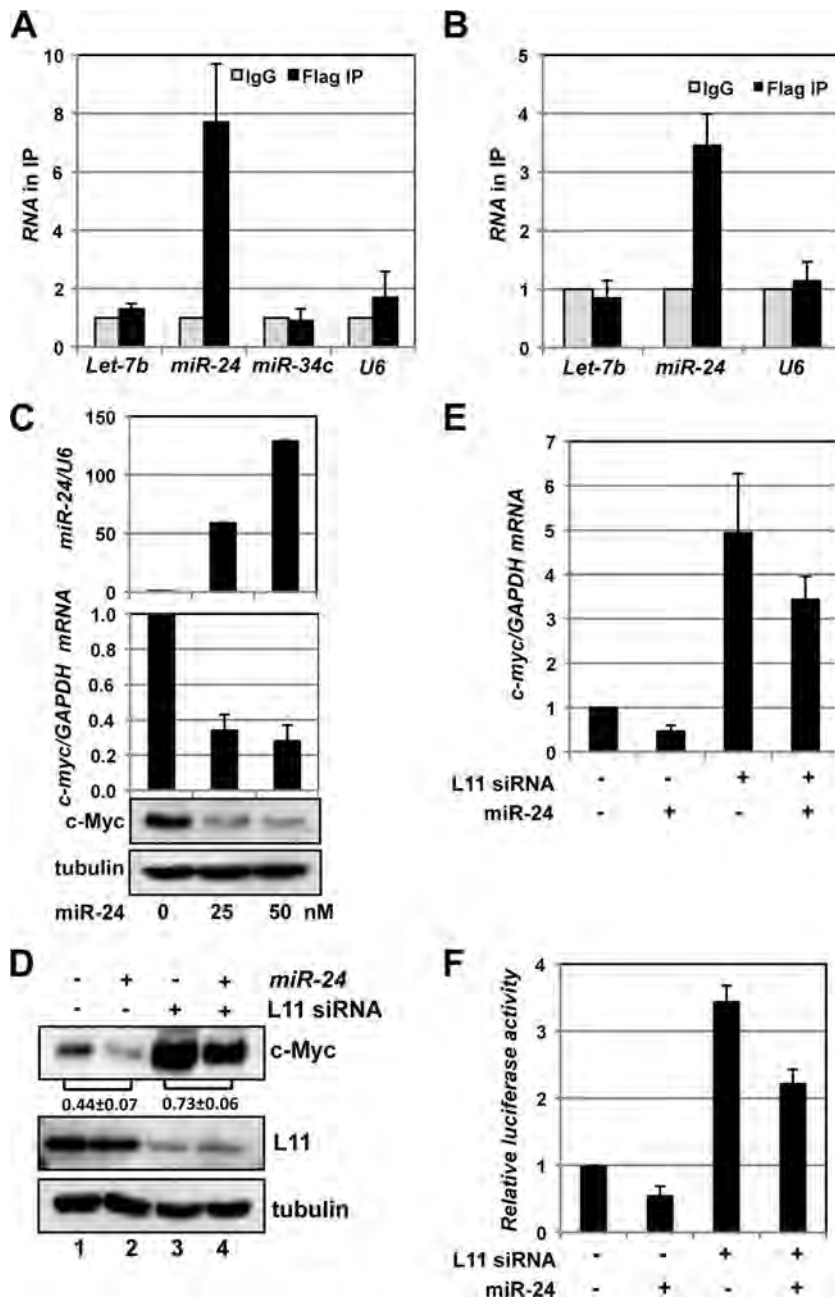 A
RNA in IP
10
8
6
4
2
0
IgG Flag IP
Let-7b miR-24 miR-34c U6
B
RNA in IP
5
4
3
2
1
0
IgG Flag IP
Let-7b miR-24 U6
C
miR-24/U6
150
100
50
0
c-myc/GAPDH mRNA
1.0
0.8
0.6
0.4
0.2
0.0
c-Myc
tubulin
miR-24 0 25 50 nM
E
c-myc/GAPDH mRNA
7
6
5
4
3
2
1
0
L11 siRNA - - + +
miR-24 - + - +
D
- + - + miR-24
- - + + L11 siRNA
c-Myc
0.44±0.07 0.73±0.06
L11
tubulin
1 2 3 4
F
Relative luciferase activity
4
3
2
1
0
L11 siRNA - - + +
miR-24 - + - +